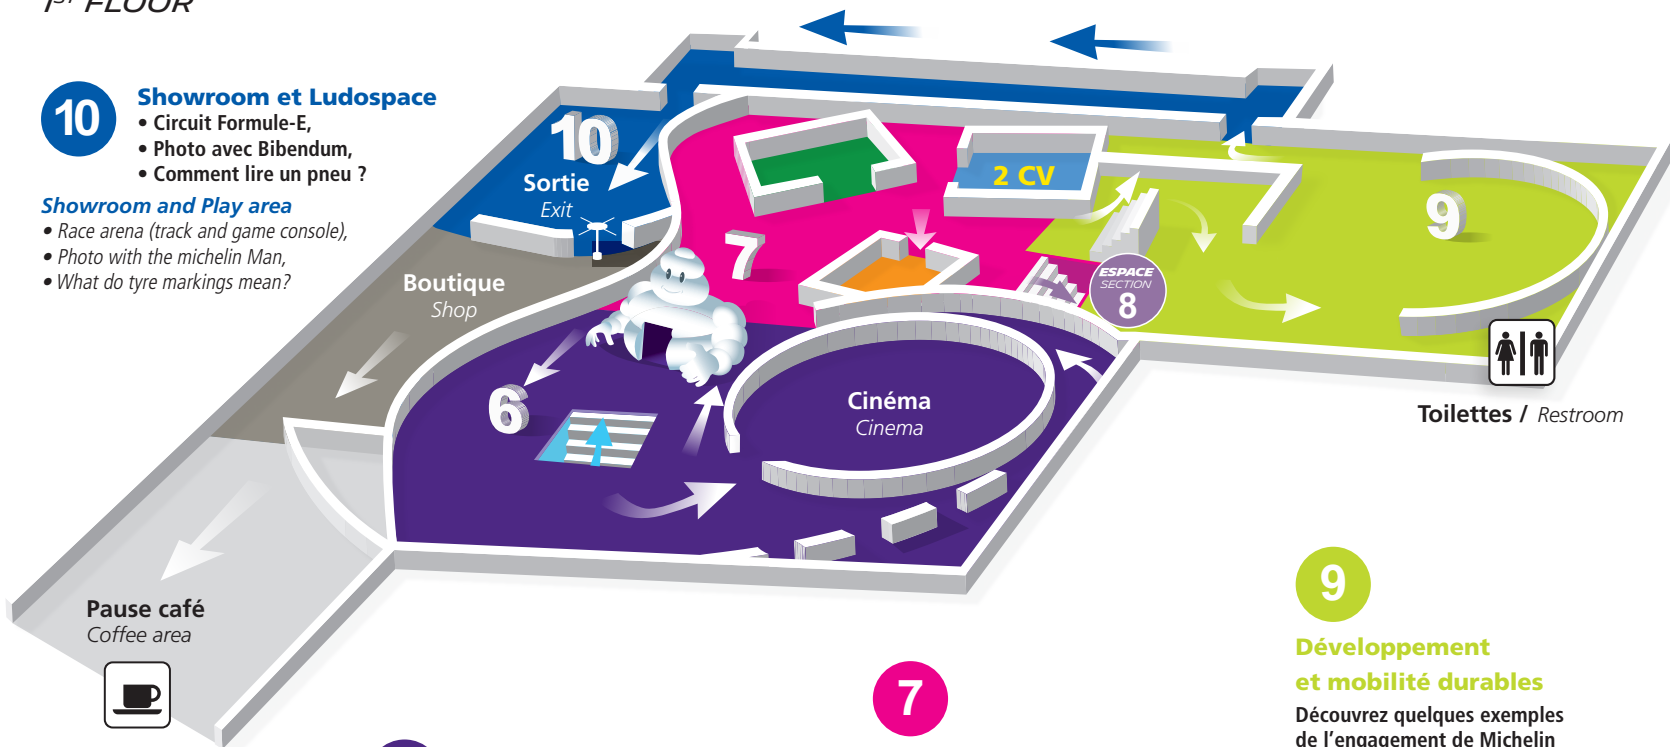 1ST FLOOR
10
Showroom et Ludospace
• Circuit Formule-E,
• Photo avec Bibendum,
• Comment lire un pneu ?
Showroom and Play area
• Race arena (track and game console),
• Photo with the michelin Man,
• What do tyre markings mean?
10
Sortie
Exit
2 CV
9
7
ESPACE
SECTION
8
Boutique
Shop
6
Cinéma
Cinema
Toilettes / Restroom
Pause café
Coffee area
7
9
Développement
et mobilité durables
Découvrez quelques exemples
de l'engagement de Michelin